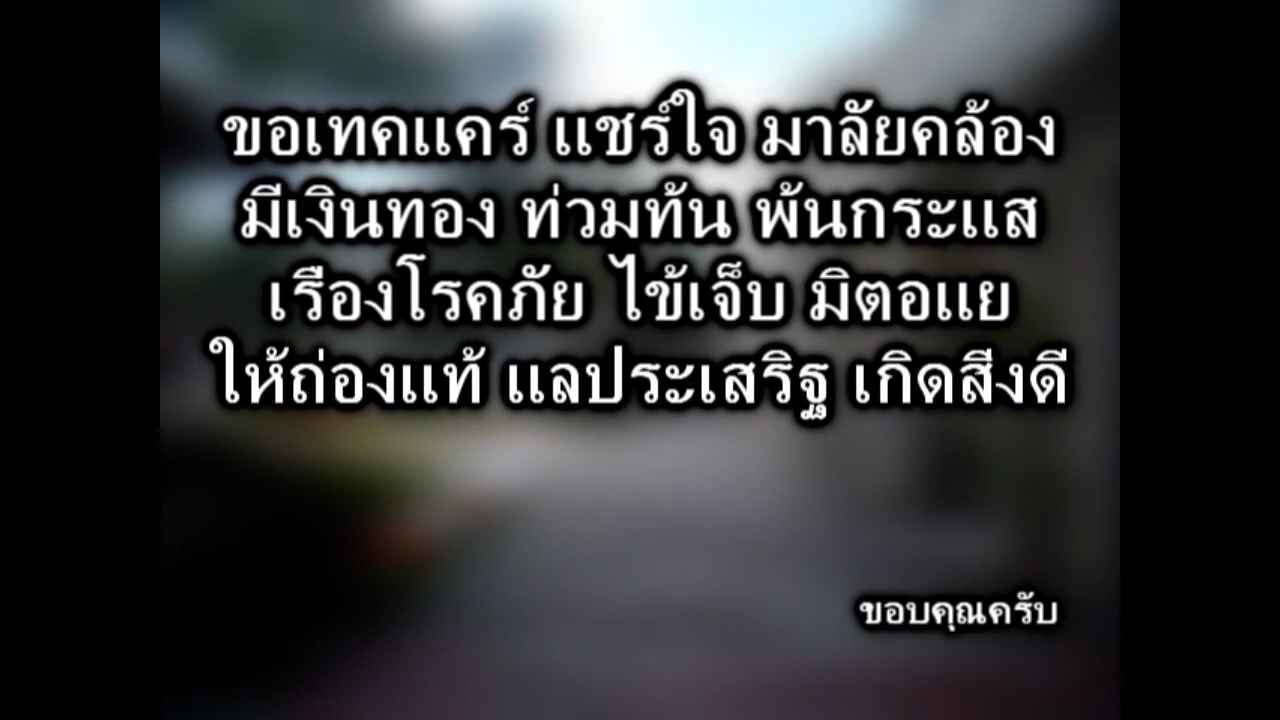 ขอเทคแคร์ แชร์ใจ มาลัยคล้อง
มีเงินทอง ท่วมท้น พ้นกระแส
เรืองโรคภัย ไข้เจ็บ มิตอแย
ให้ถ่องแท้ แลประเสริฐ เกิดสีงดี
ขอบคุณครับ